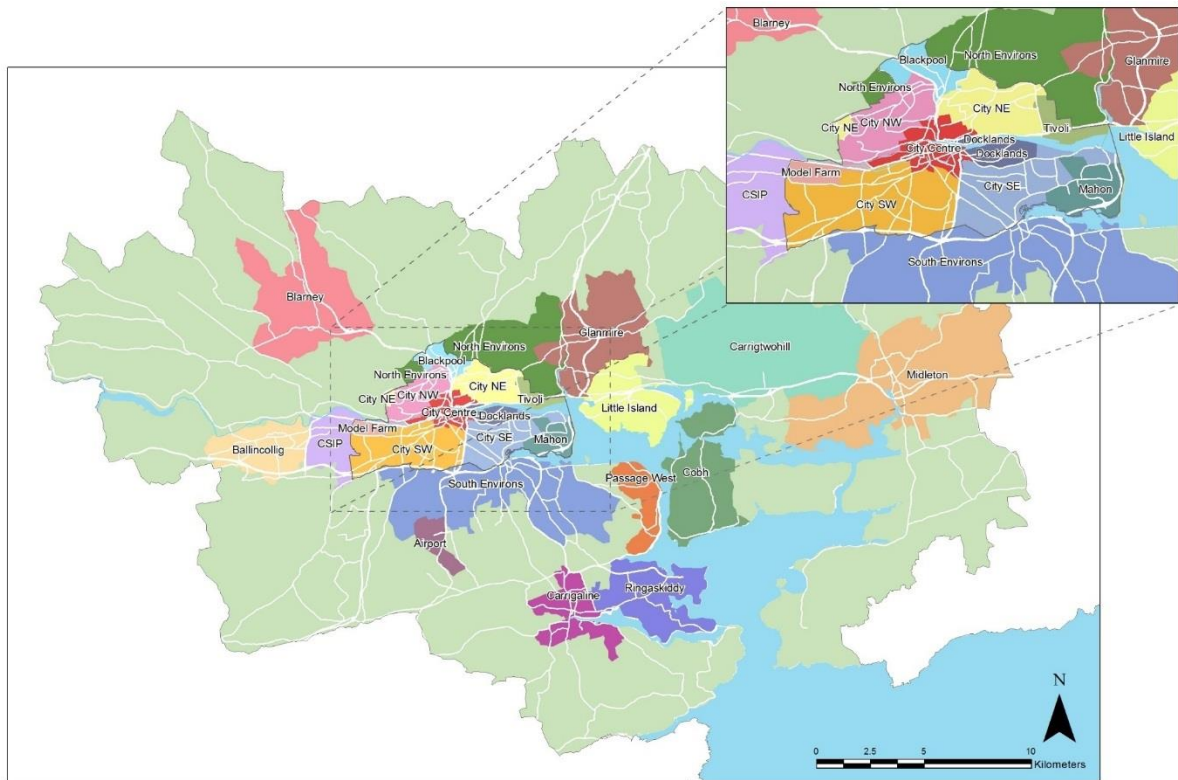 Blarney
North Environs
Blackpool
Glanmire
North Environs
City NE
City NW
City NE
Tivoli
Docklands
Little Island
City Centre
Docklands
Model Farm
CSIP
City SE
Mahon
City SW
South Environs
Blarney
Glanmire
North Environs
Carrigtwohill
Blackpool
North Environs
Midleton
City NE
City NW
City NE
Tivoli
Little Island
City Centre
Docklands
Model Farm
City SE
Mahon
CSIP
Ballincollig
City SW
Cobh
Passage West
South Environs
Airport
Ringaskiddy
Carrigaline
N
0 2.5 5 10
Kilometers